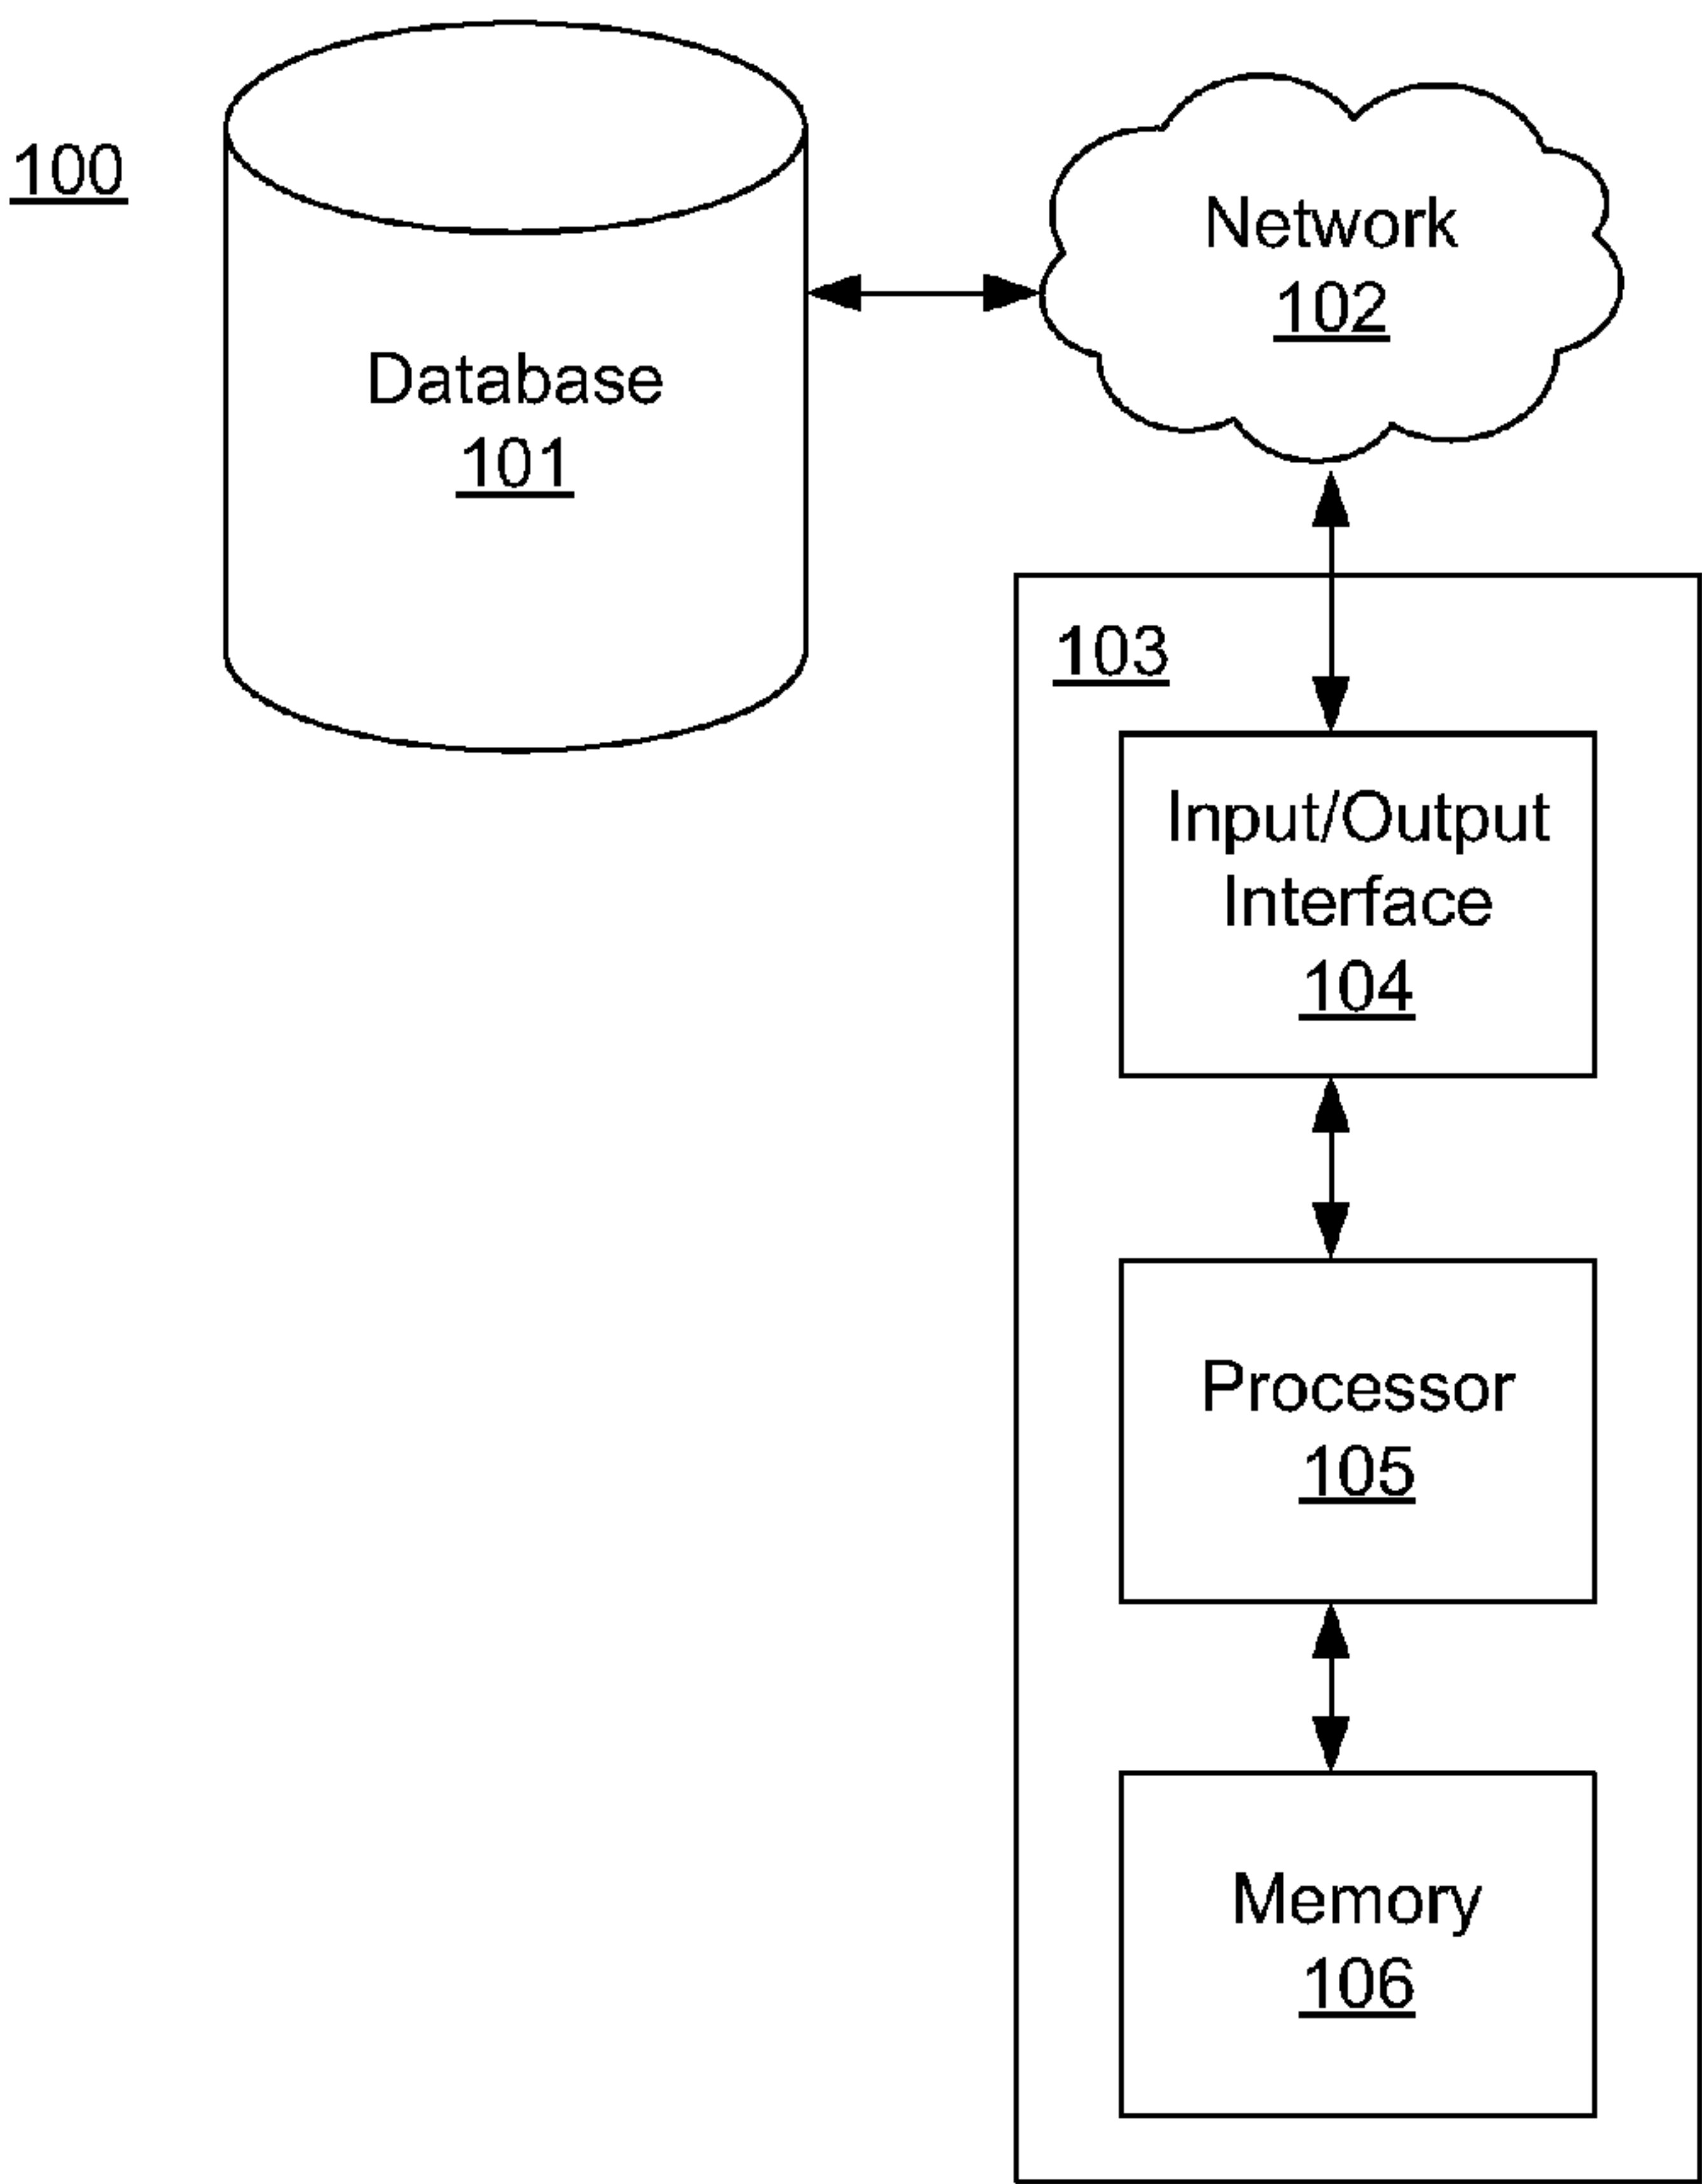 100
Database
101
Network
102
103
Input/Output
Interface
104
Processor
105
Memory
106